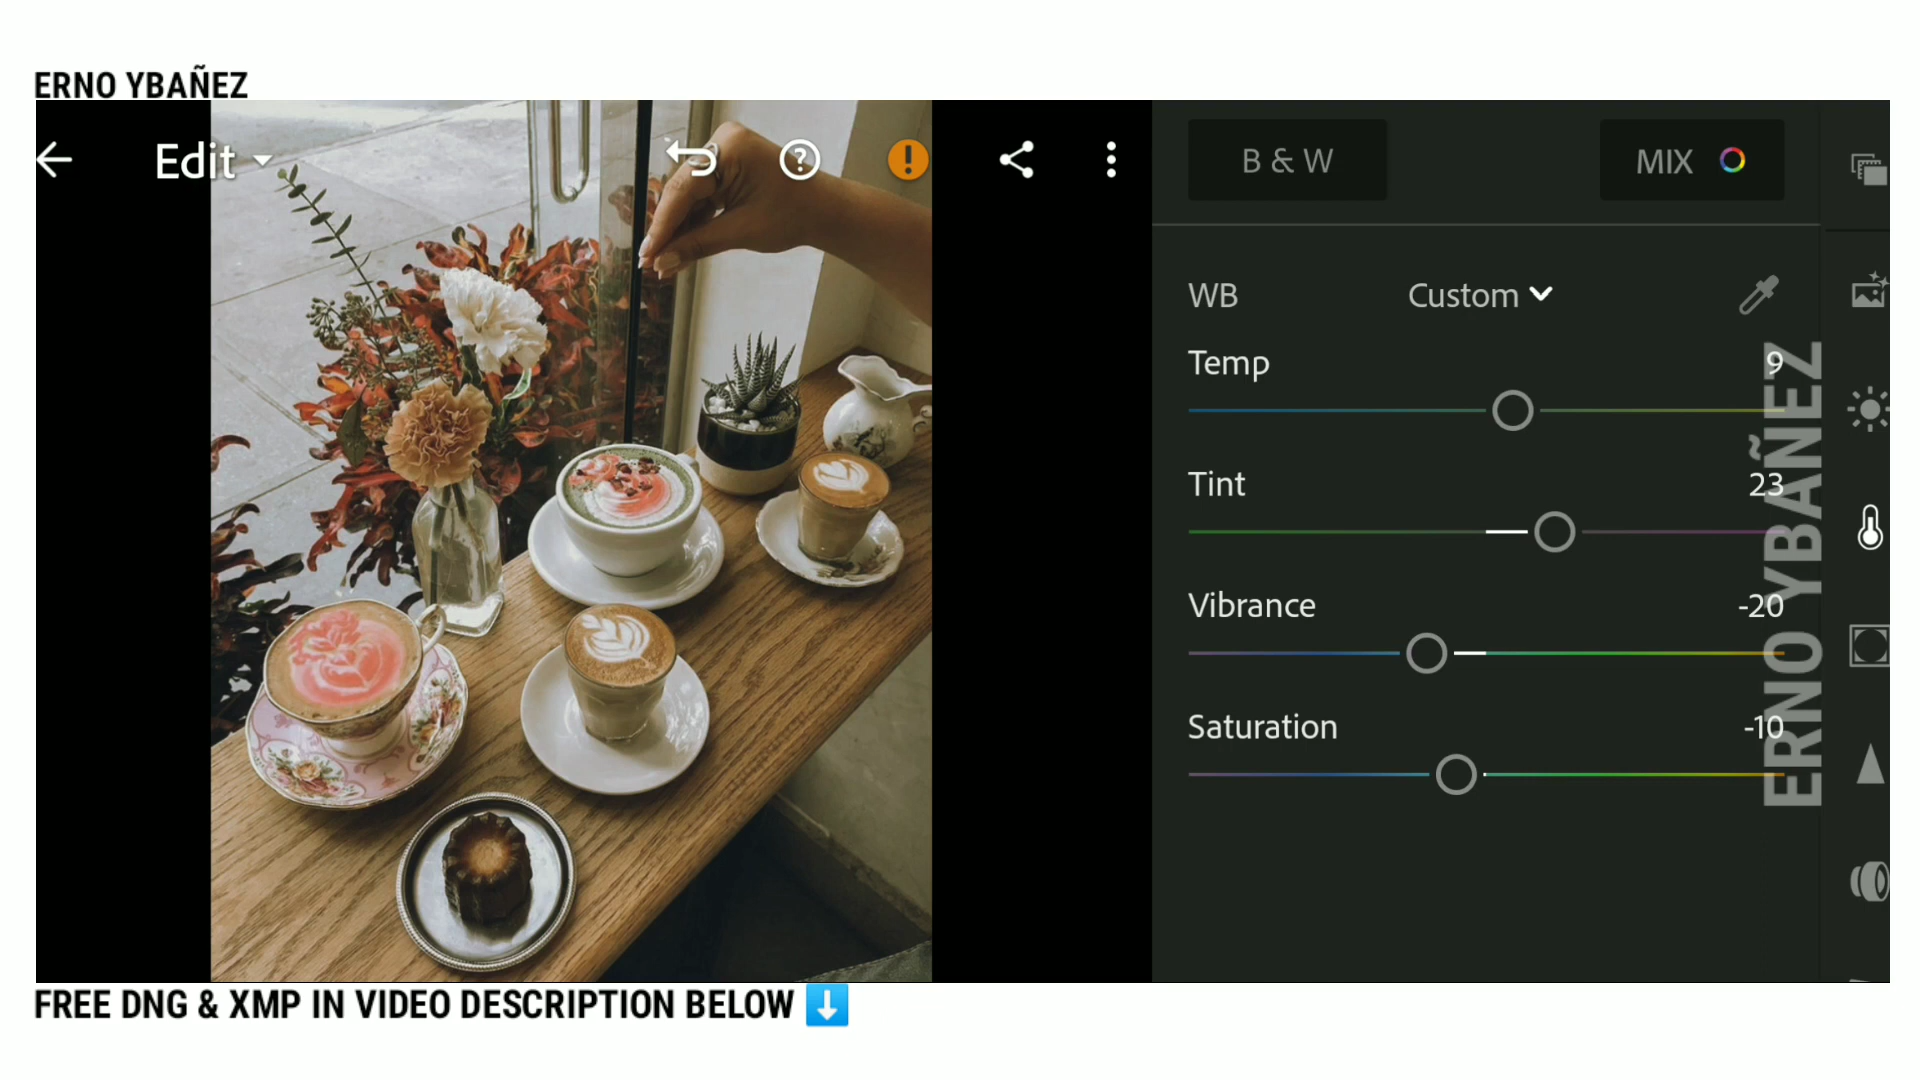 ERNO YBAÑEZ
Edit
B & W
MIX
WB
Custom
Temp
9
Tint
23
Vibrance
-20
Saturation
-10
ERNO YBAÑEZ
FREE DNG & XMP IN VIDEO DESCRIPTION BELOW ⬇️